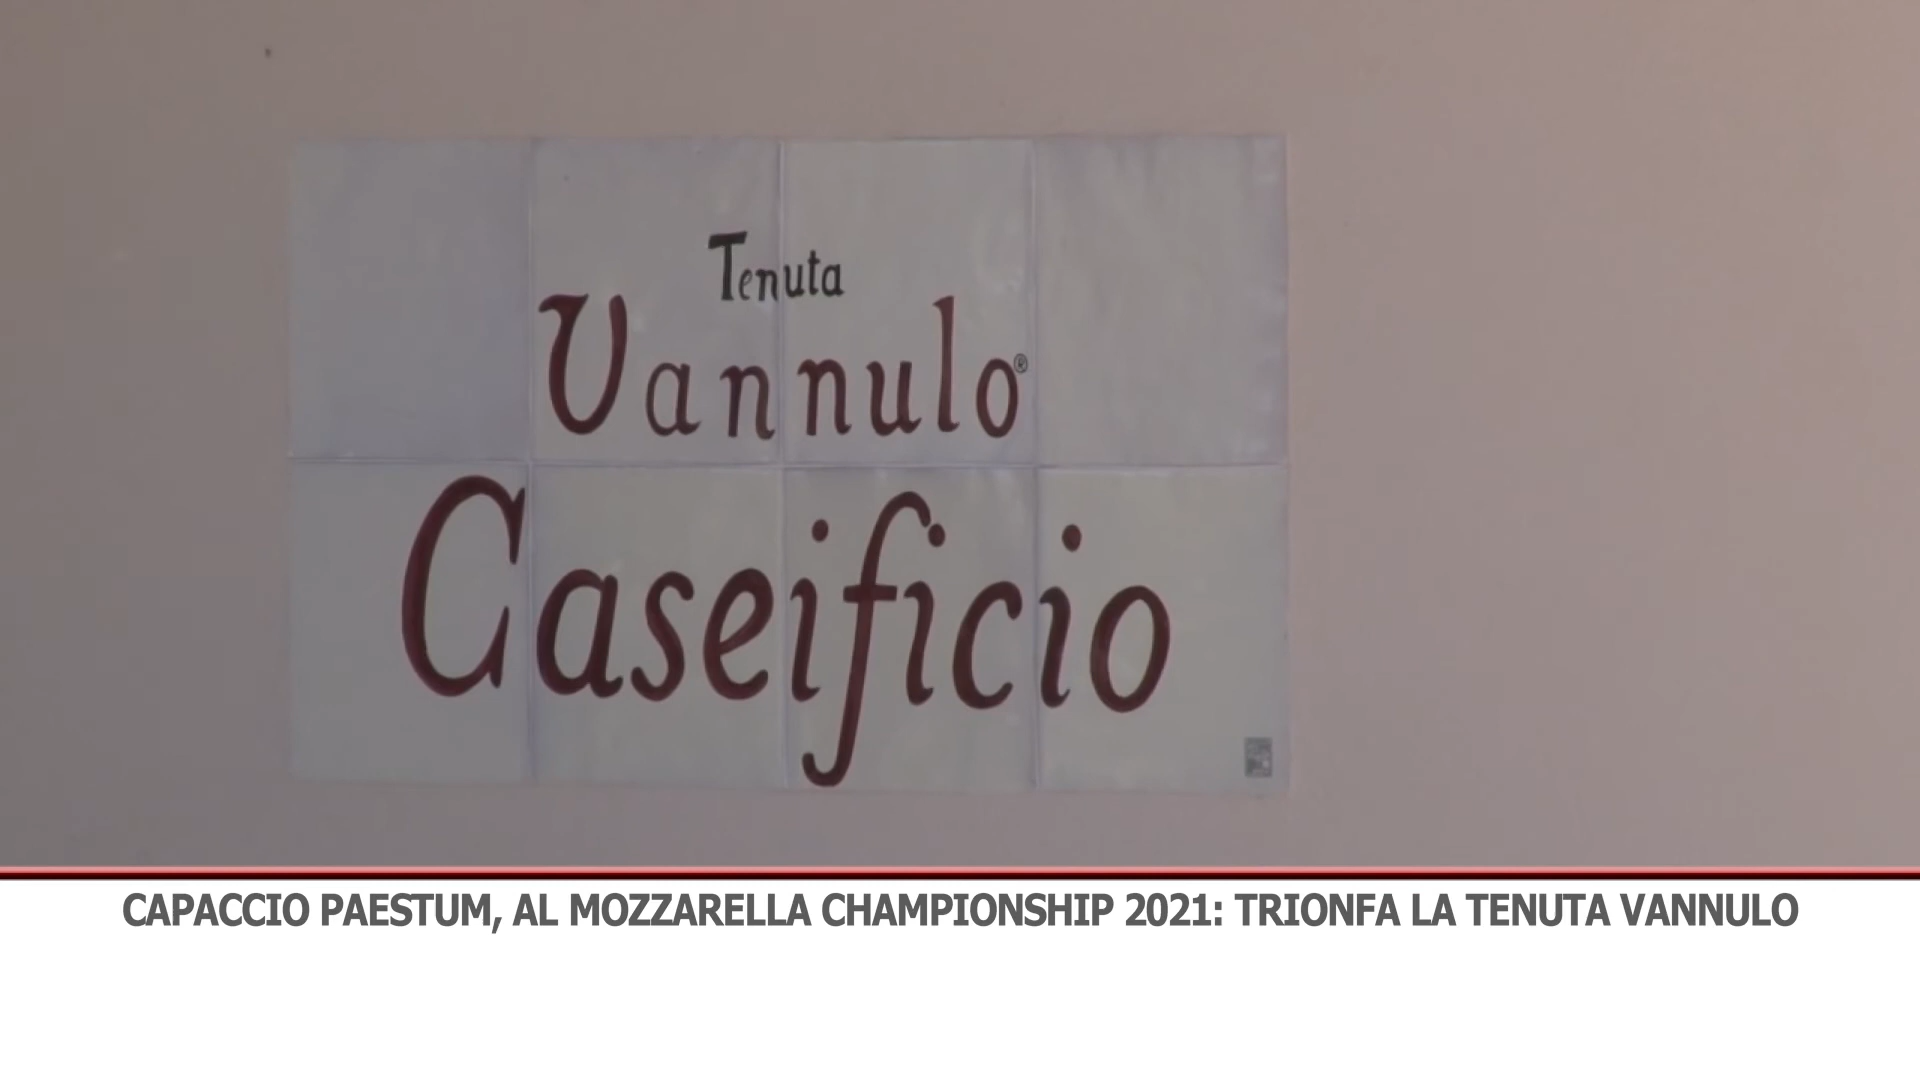 Tenuta
Vannulo®
Caseificio
CAPACCIO PAESTUM, AL MOZZARELLA CHAMPIONSHIP 2021: TRIONFA LA TENUTA VANNULO